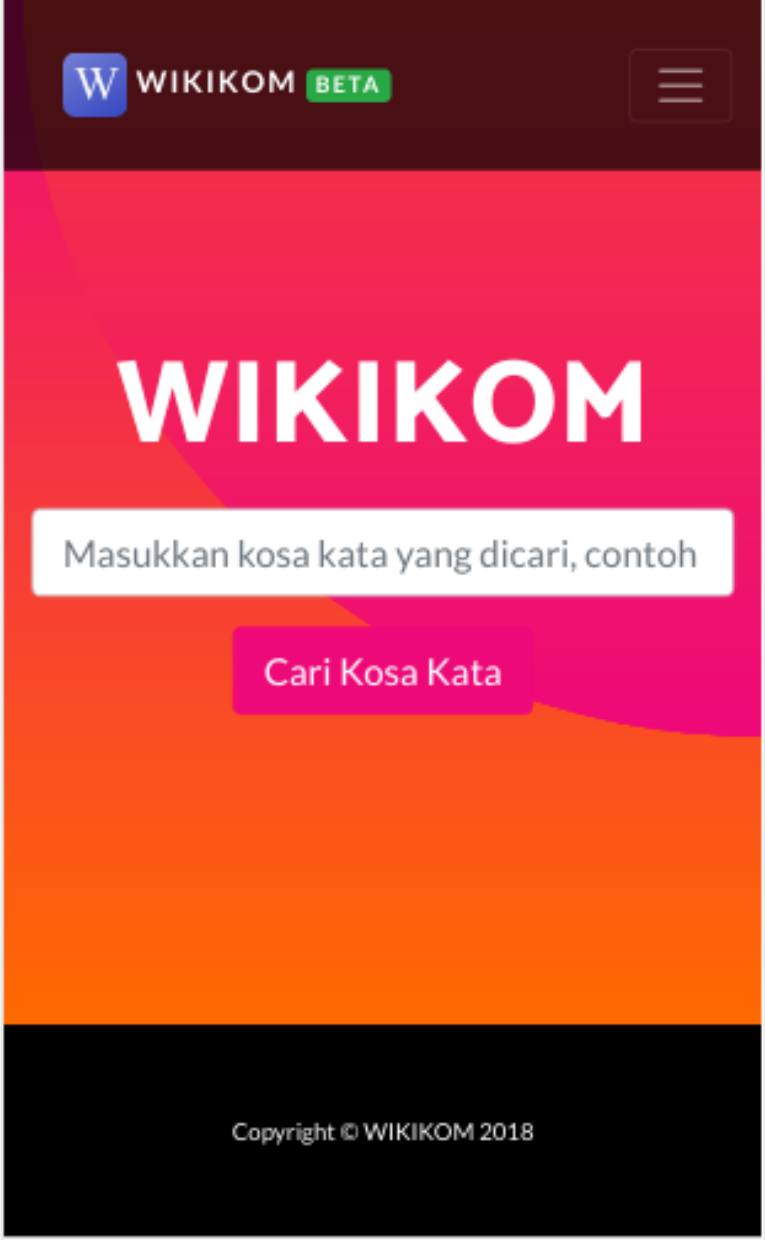 W WIKIKOM BETA
WIKIKOM
Masukkan kosa kata yang dicari, contoh
Cari Kosa Kata
Copyright © WIKIKOM 2018